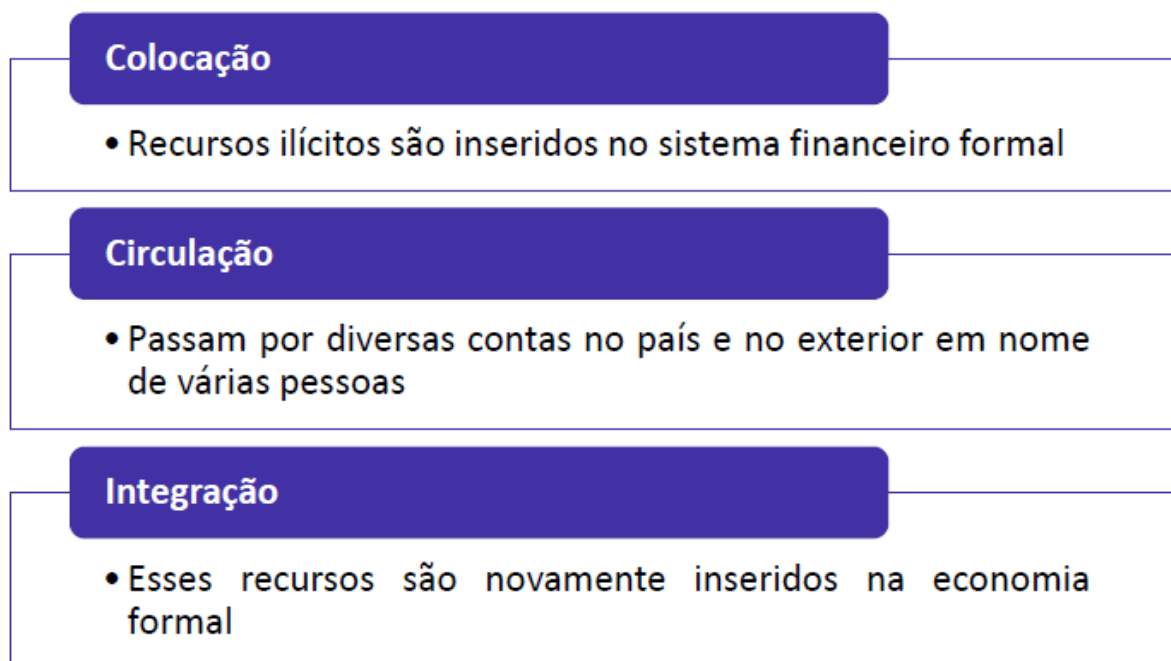 Colocação
• Recursos ilícitos são inseridos no sistema financeiro formal
Circulação
• Passam por diversas contas no país e no exterior em nome
de várias pessoas
Integração
• Esses recursos são novamente inseridos na economia
formal